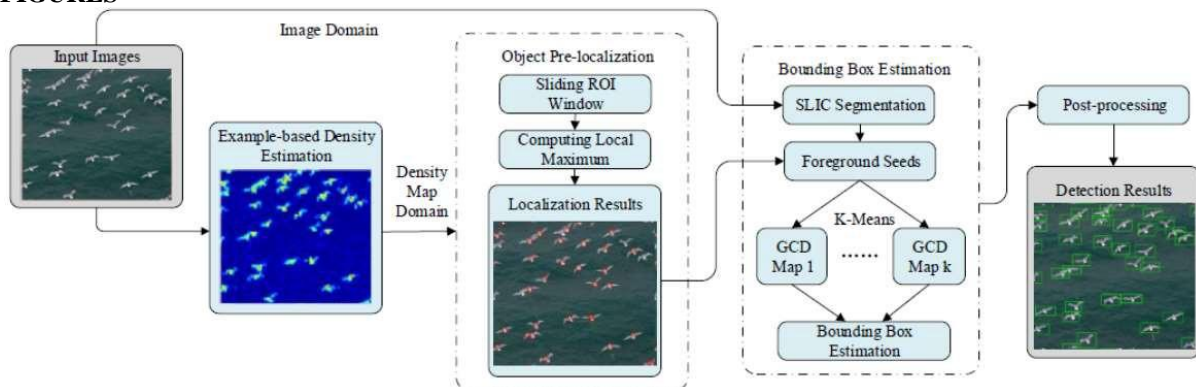 FIGURES
Image Domain
Input Images
Example-based Density
Estimation
Density
Map
Domain
Object Pre-localization
Sliding ROI
Window
Computing Local
Maximum
Localization Results
Bounding Box Estimation
SLIC Segmentation
Foreground Seeds
K-Means
GCD
Map 1
......
GCD
Map k
Bounding Box
Estimation
Post-processing
Detection Results